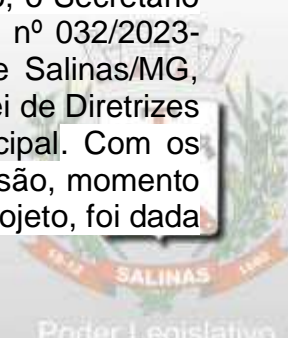 o, o Secretário
nº 032/2023-
e Salinas/MG,
ei de Diretrizes
cipal. Com os
são, momento
ojeto, foi dada
SALINAS
Poder Legislativo